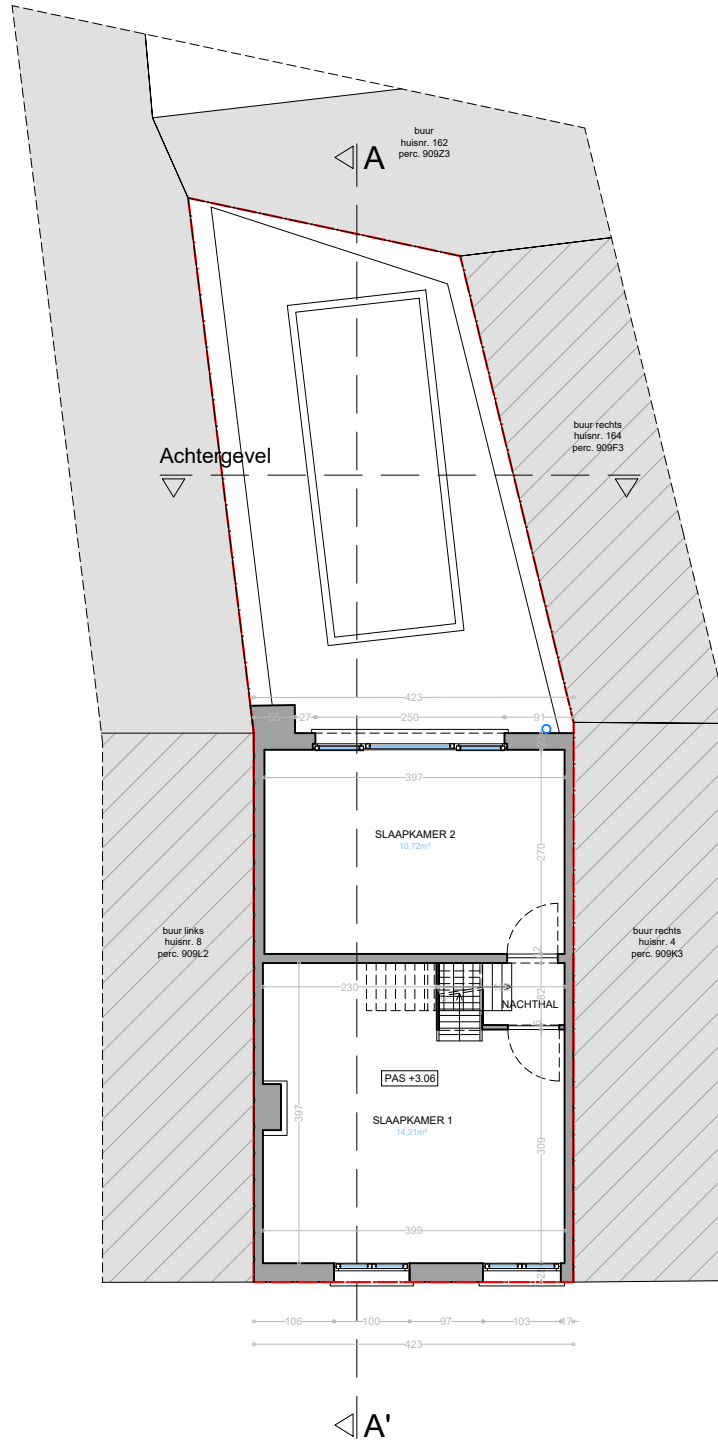 buur
huisnr. 162
perc. 909Z3
A
buur rechts
huisnr. 164
perc. 909F3
Achtergevel
423
55
27
250
91
397
SLAAPKAMER 2
10,72m²
270
buur links
huisnr. 8
perc. 909L2
buur rechts
huisnr. 4
perc. 909K3
12
230
82
NACHTHAL
PAS +3.06
397
SLAAPKAMER 1
14,21m²
309
399
106
100
97
103
17
423
A'